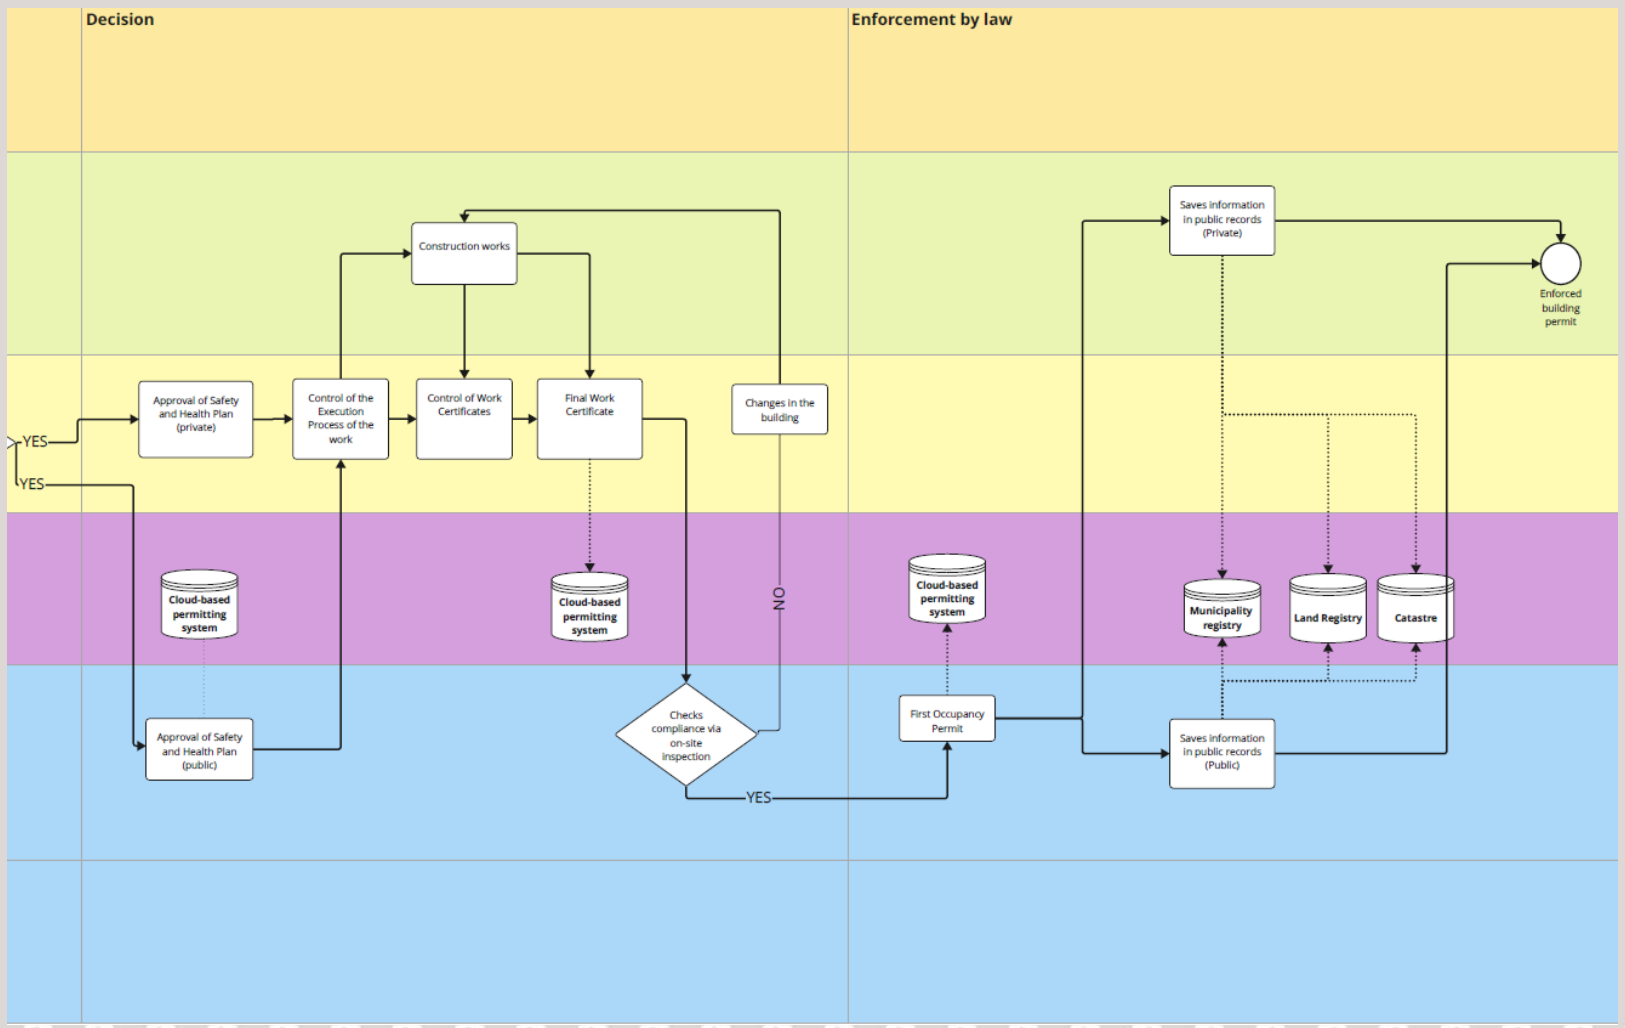 Decision
Enforcement by law
Saves information
in public records
(Private)
Construction works
Enforced
building
permit
YES
Approval of Safety
and Health Plan
(private)
Control of the
Execution
Process of the
work
Control of Work
Certificates
Final Work
Certificate
Changes in the
building
YES
Cloud-based
permitting
system
Cloud-based
permitting
system
NO
Cloud-based
permitting
system
Municipality
registry
Land Registry
Catastre
Approval of Safety
and Health Plan
(public)
Checks
compliance via
on-site
inspection
First Occupancy
Permit
Saves information
in public records
(Public)
YES